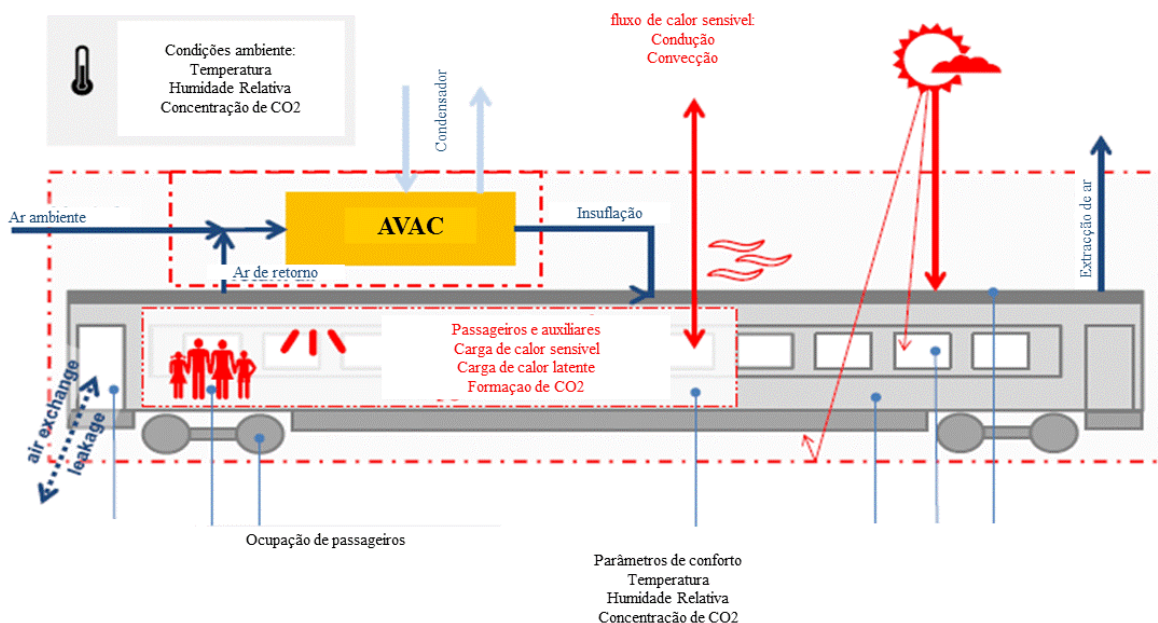 Condições ambiente:
Temperatura
Humidade Relativa
Concentração de CO2
fluxo de calor sensivel:
Condução
Convecção
Condensador
Ar ambiente
AVAC
Insuflação
Extracção de ar
Ar de retorno
Passageiros e auxiliares
Carga de calor sensivel
Carga de calor latente
Formaçao de CO2
air exchange
leakage
Ocupação de passageiros
Parâmetros de conforto
Temperatura
Humidade Relativa
Concentração de CO2